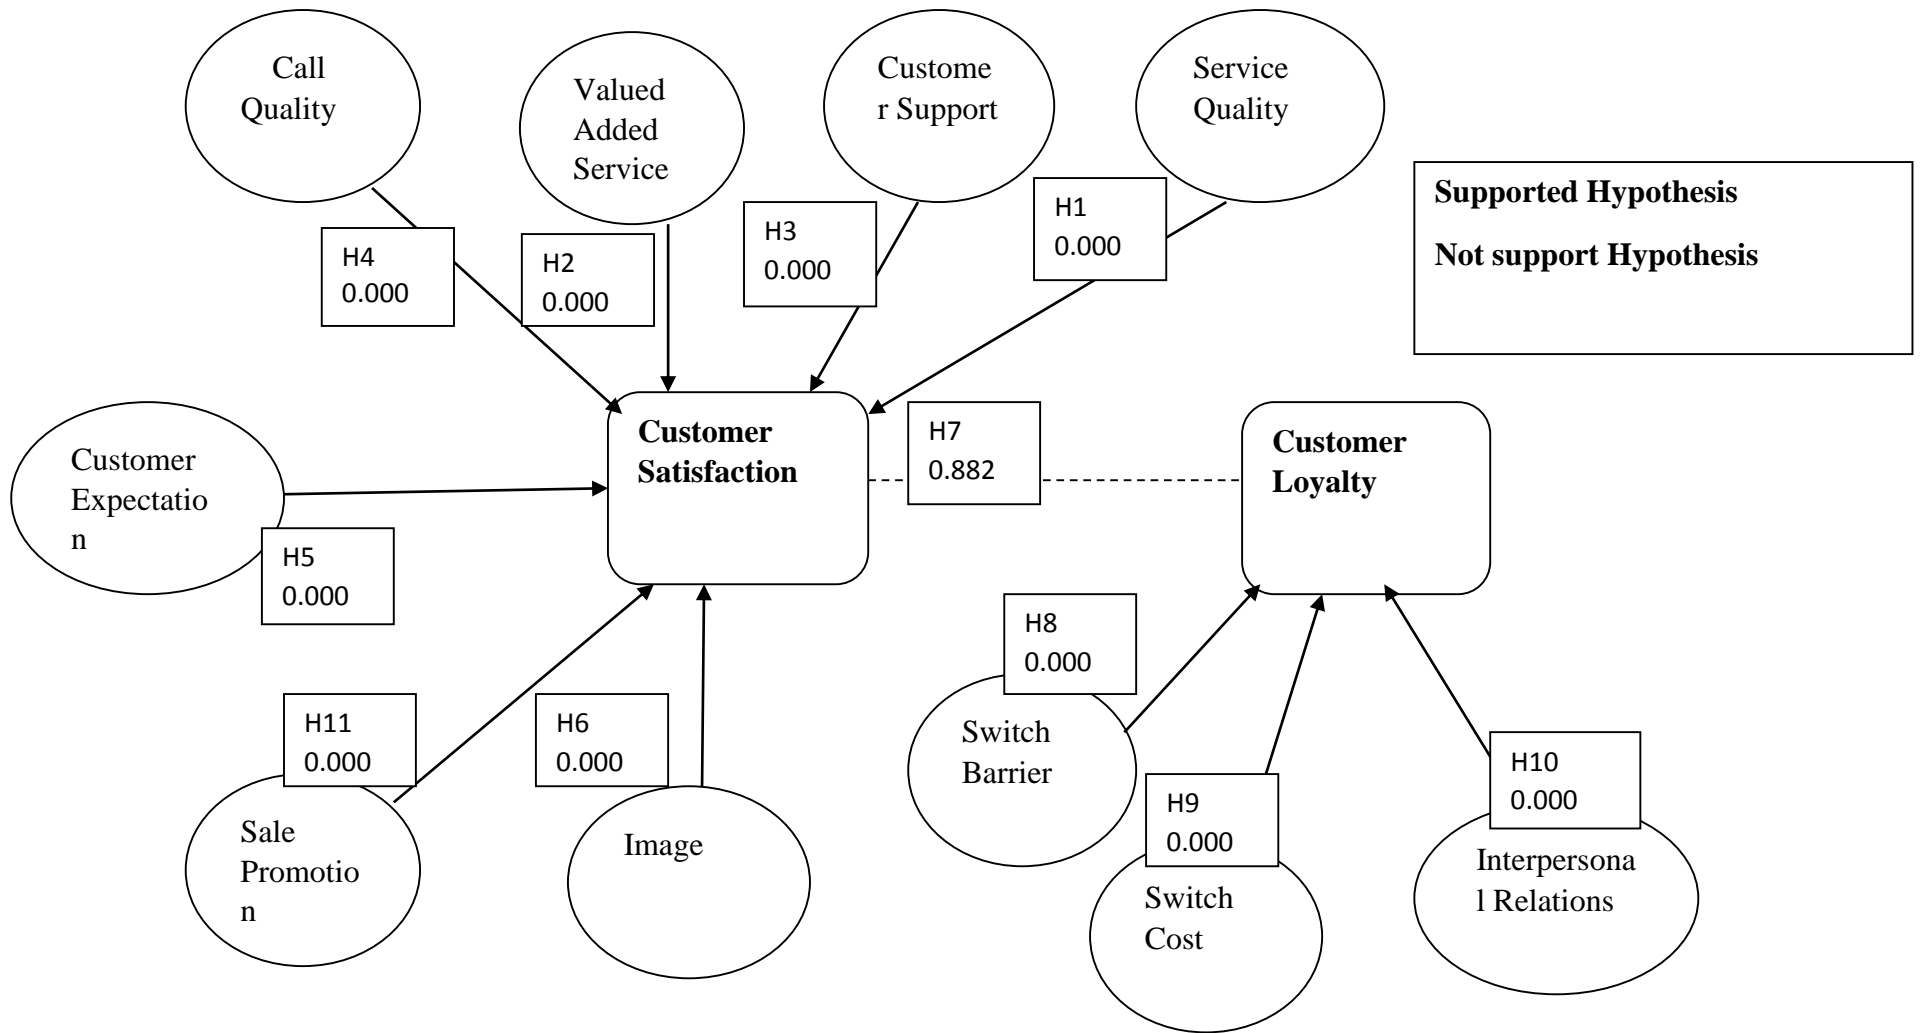 Call
Quality
Valued
Added
Service
Custome
r Support
Service
Quality
Supported Hypothesis
Not support Hypothesis
H4
0.000
H2
0.000
H3
0.000
H1
0.000
Customer
Expectatio
n
H5
0.000
Customer
Satisfaction
H7
0.882
Customer
Loyalty
H11
0.000
Sale
Promotio
n
H6
0.000
Image
H8
0.000
Switch
Barrier
H9
0.000
Switch
Cost
H10
0.000
Interpersona
l Relations